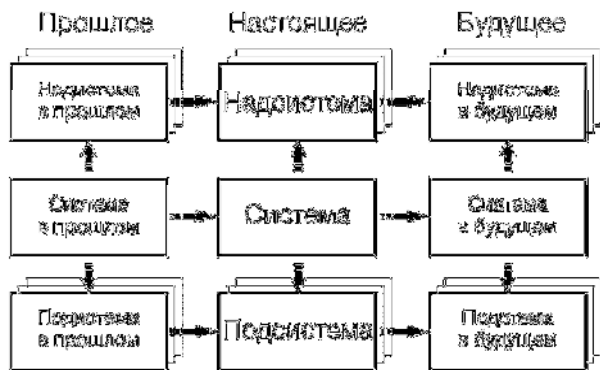 Прошлое Настоящее Будущее
Надсистема
в прошлом
Надсистема
Надсистема
в будущем
Система
в прошлом
Система
Система
в будущем
Подсистема
в прошлом
Подсистема
Подсистема
в будущем